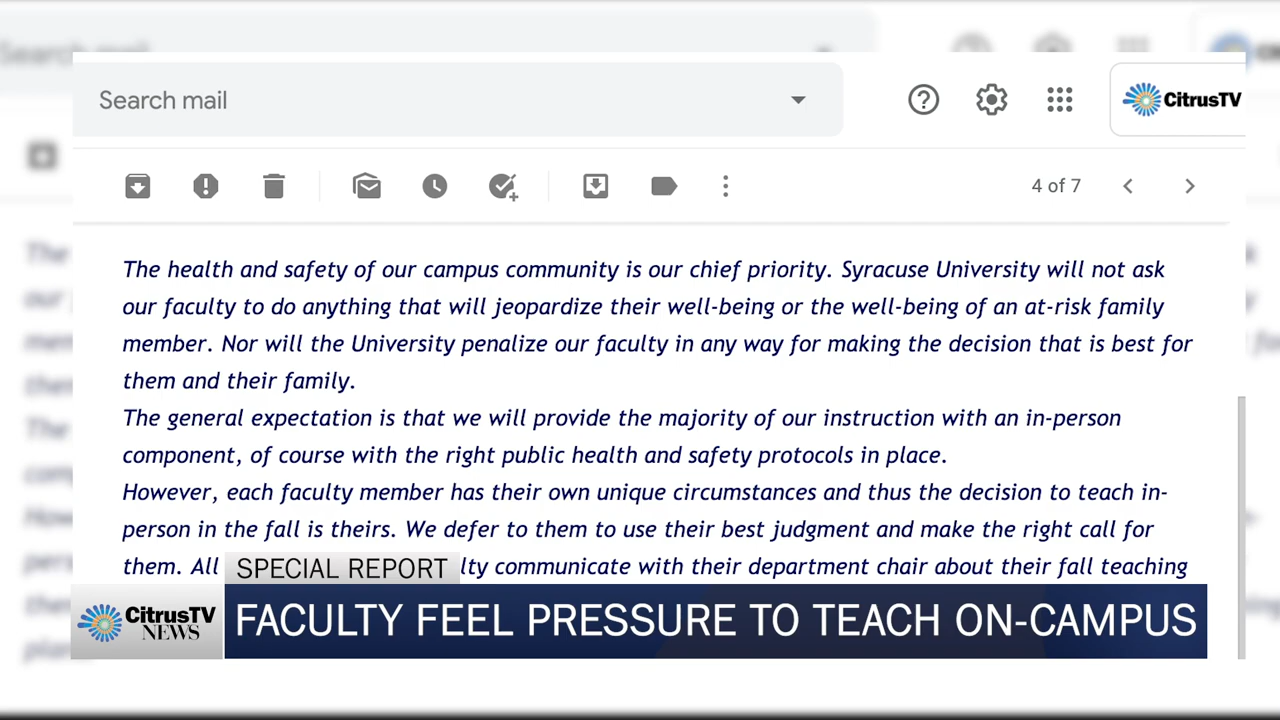 Search mail
CitrusTV
4 of 7
The health and safety of our campus community is our chief priority. Syracuse University will not ask
our faculty to do anything that will jeopardize their well-being or the well-being of an at-risk family
member. Nor will the University penalize our faculty in any way for making the decision that is best for
them and their family.
The general expectation is that we will provide the majority of our instruction with an in-person
component, of course with the right public health and safety protocols in place.
However, each faculty member has their own unique circumstances and thus the decision to teach in-
person in the fall is theirs. We defer to them to use their best judgment and make the right call for
them. All lty communicate with their department chair about their fall teaching
SPECIAL REPORT
CitrusTV
NEWS
FACULTY FEEL PRESSURE TO TEACH ON-CAMPUS